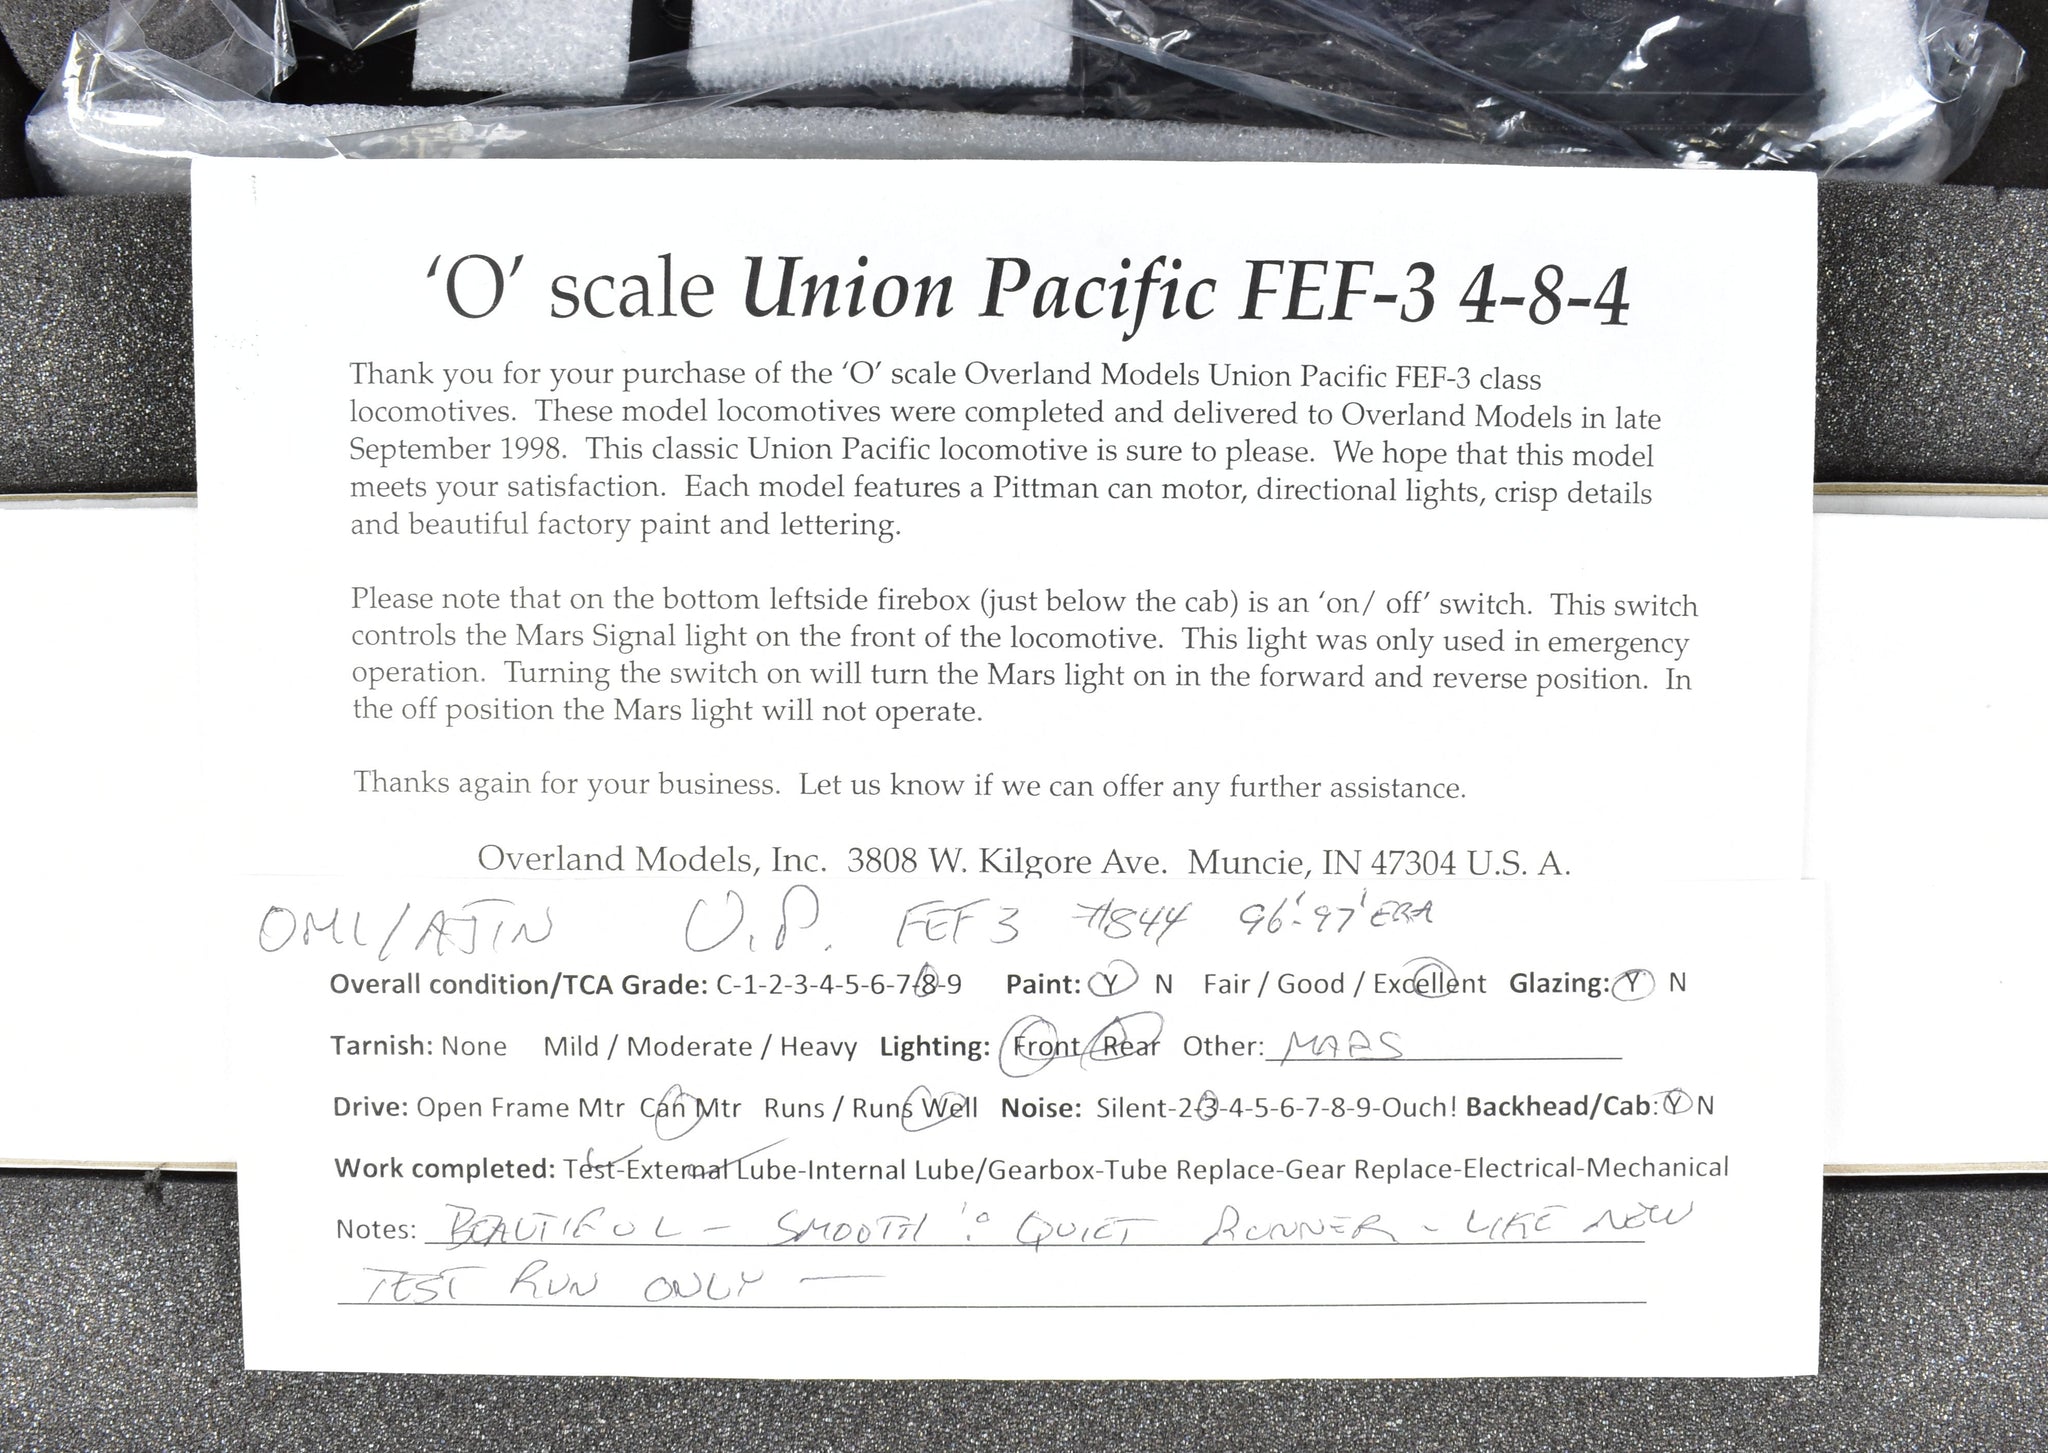 ‘O’ scale Union Pacific FEF-3 4-8-4
Thank you for your purchase of the ‘O’ scale Overland Models Union Pacific FEF-3 class
locomotives.  These model locomotives were completed and delivered to Overland Models in late
September 1998.  This classic Union Pacific locomotive is sure to please.  We hope that this model
meets your satisfaction.  Each model features a Pittman can motor, directional lights, crisp details
and beautiful factory paint and lettering.
Please note that on the bottom leftside firebox (just below the cab) is an ‘on/ off’ switch.  This switch
controls the Mars Signal light on the front of the locomotive.  This light was only used in emergency
operation.  Turning the switch on will turn the Mars light on in the forward and reverse position.  In
the off position the Mars light will not operate.
Thanks again for your business.  Let us know if we can offer any further assistance.
Overland Models, Inc.  3808 W. Kilgore Ave.  Muncie, IN 47304 U.S. A.
OMI/AJIN U.P. FEF 3 #844 96'-97' ERA
Overall condition/TCA Grade: C-1-2-3-4-5-6-7-8-9 Paint: Y N Fair / Good / Excellent Glazing: Y N
Tarnish: None Mild / Moderate / Heavy Lighting: Front / Rear Other: MARS
Drive: Open Frame Mtr Can Mtr Runs / Runs Well Noise: Silent-2-3-4-5-6-7-8-9-Ouch! Backhead/Cab: Y N
Work completed: Test-External Lube-Internal Lube/Gearbox-Tube Replace-Gear Replace-Electrical-Mechanical
Notes: BEAUTIFUL - SMOOTH & QUIET RUNNER - LIKE NEW
TEST RUN ONLY —